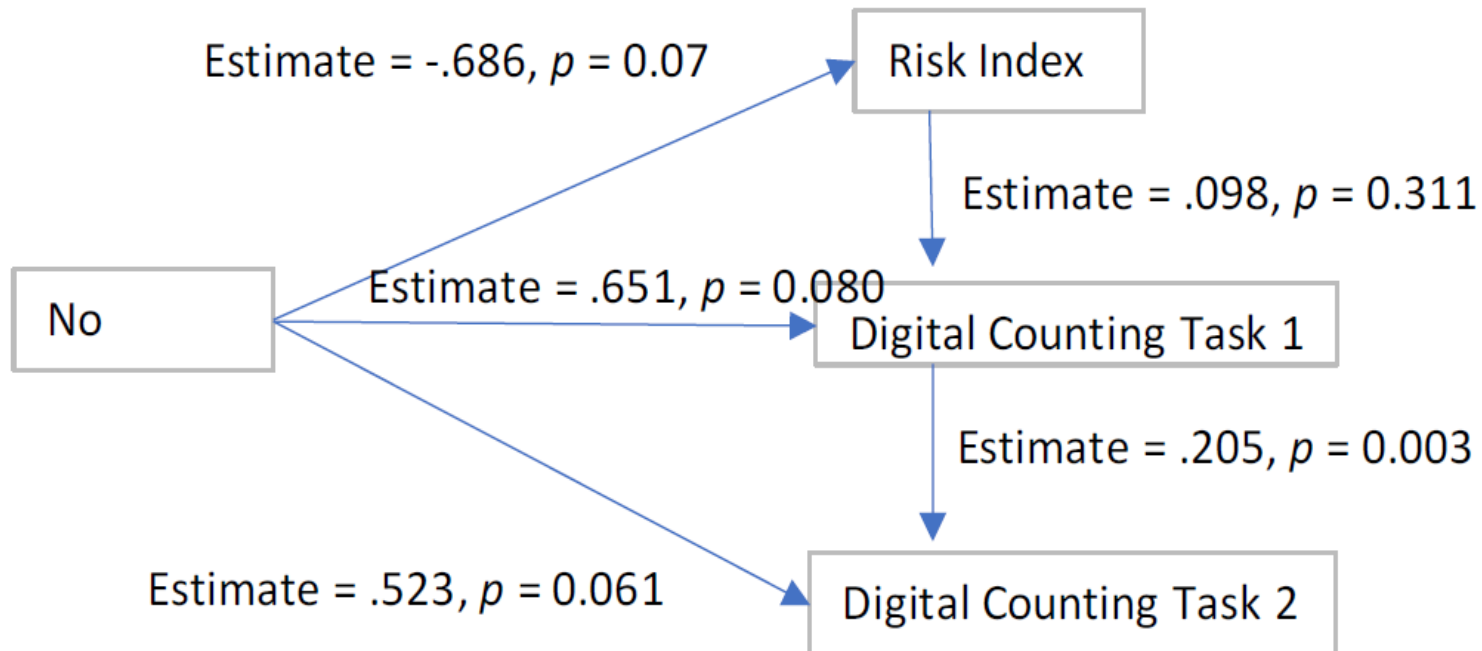 Estimate = -.686, p = 0.07
Risk Index
Estimate = .098, p = 0.311
No
Estimate = .651, p = 0.080
Digital Counting Task 1
Estimate = .205, p = 0.003
Estimate = .523, p = 0.061
Digital Counting Task 2